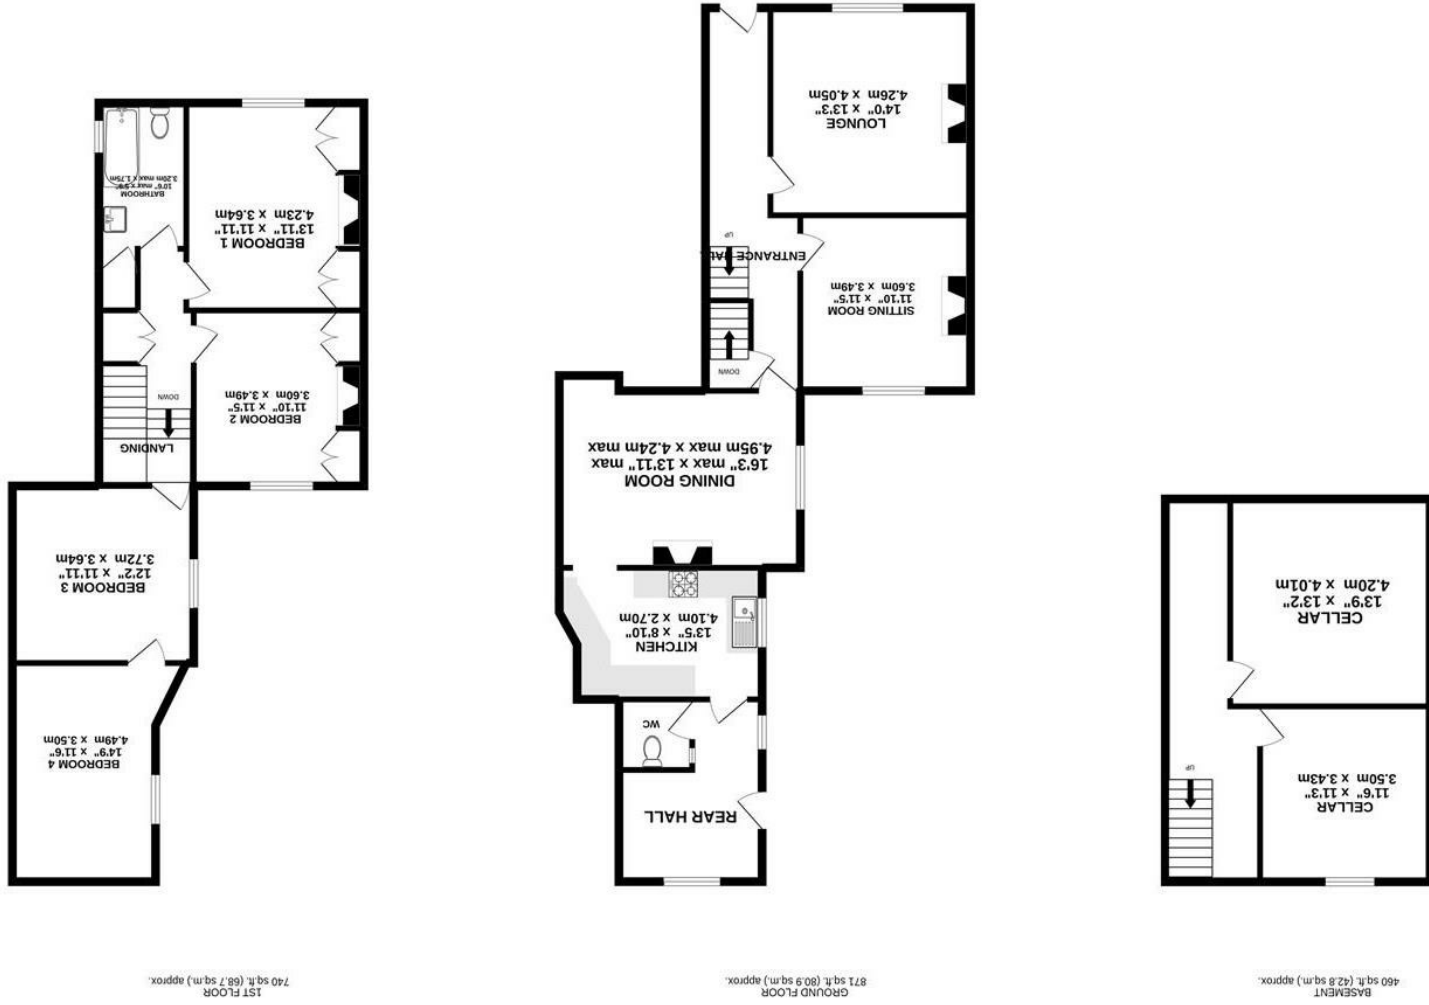 BASEMENT
460 sq.ft. (42.8 sq.m.) approx.
CELLAR
11'6" x 11'3"
3.50m x 3.43m
UP
CELLAR
13'9" x 13'2"
4.20m x 4.01m
GROUND FLOOR
871 sq.ft. (80.9 sq.m.) approx.
REAR HALL
WC
KITCHEN
13'5" x 8'10"
4.10m x 2.70m
DINING ROOM
16'3" max x 13'11" max
4.95m max x 4.24m max
DOWN
SITTING ROOM
11'10" x 11'5"
3.60m x 3.49m
ENTRANCE HALL
UP
LOUNGE
14'0" x 13'3"
4.26m x 4.05m
1ST FLOOR
740 sq.ft. (68.7 sq.m.) approx.
BEDROOM 4
14'9" x 11'6"
4.49m x 3.50m
BEDROOM 3
12'2" x 11'11"
3.72m x 3.64m
LANDING
DOWN
BEDROOM 2
11'10" x 11'5"
3.60m x 3.49m
BEDROOM 1
13'11" x 11'11"
4.23m x 3.64m
BATHROOM
10'6" max x 5'9"
3.20m max x 1.75m